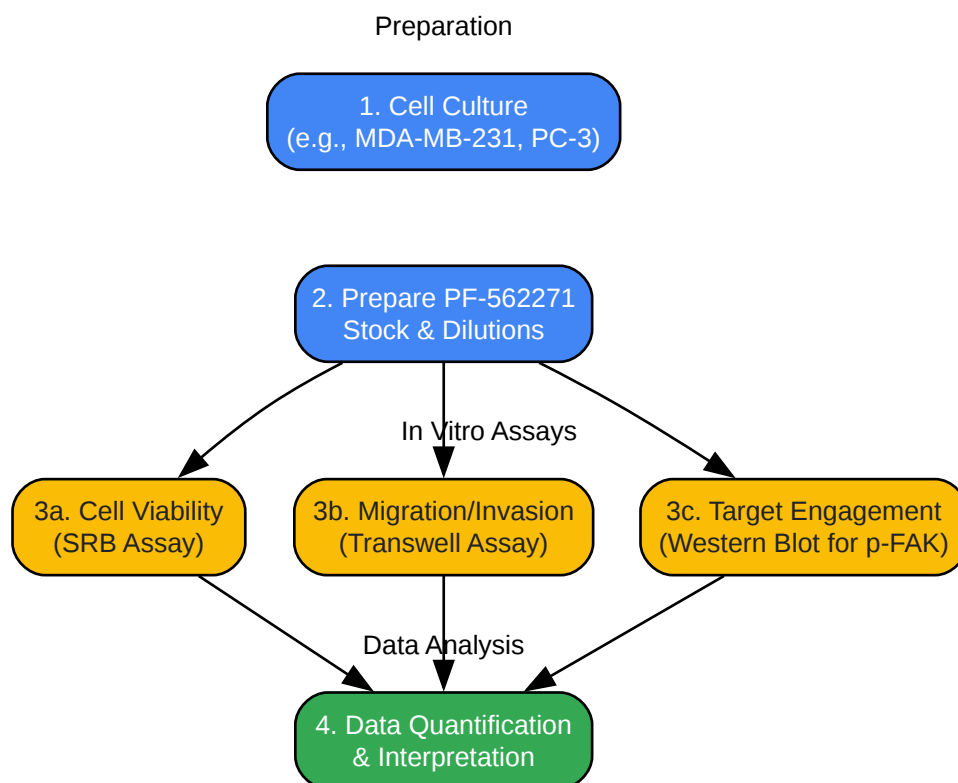 Preparation
1. Cell Culture
(e.g., MDA-MB-231, PC-3)
2. Prepare PF-562271
Stock & Dilutions
In Vitro Assays
3a. Cell Viability
(SRB Assay)
3b. Migration/Invasion
(Transwell Assay)
3c. Target Engagement
(Western Blot for p-FAK)
Data Analysis
4. Data Quantification
& Interpretation